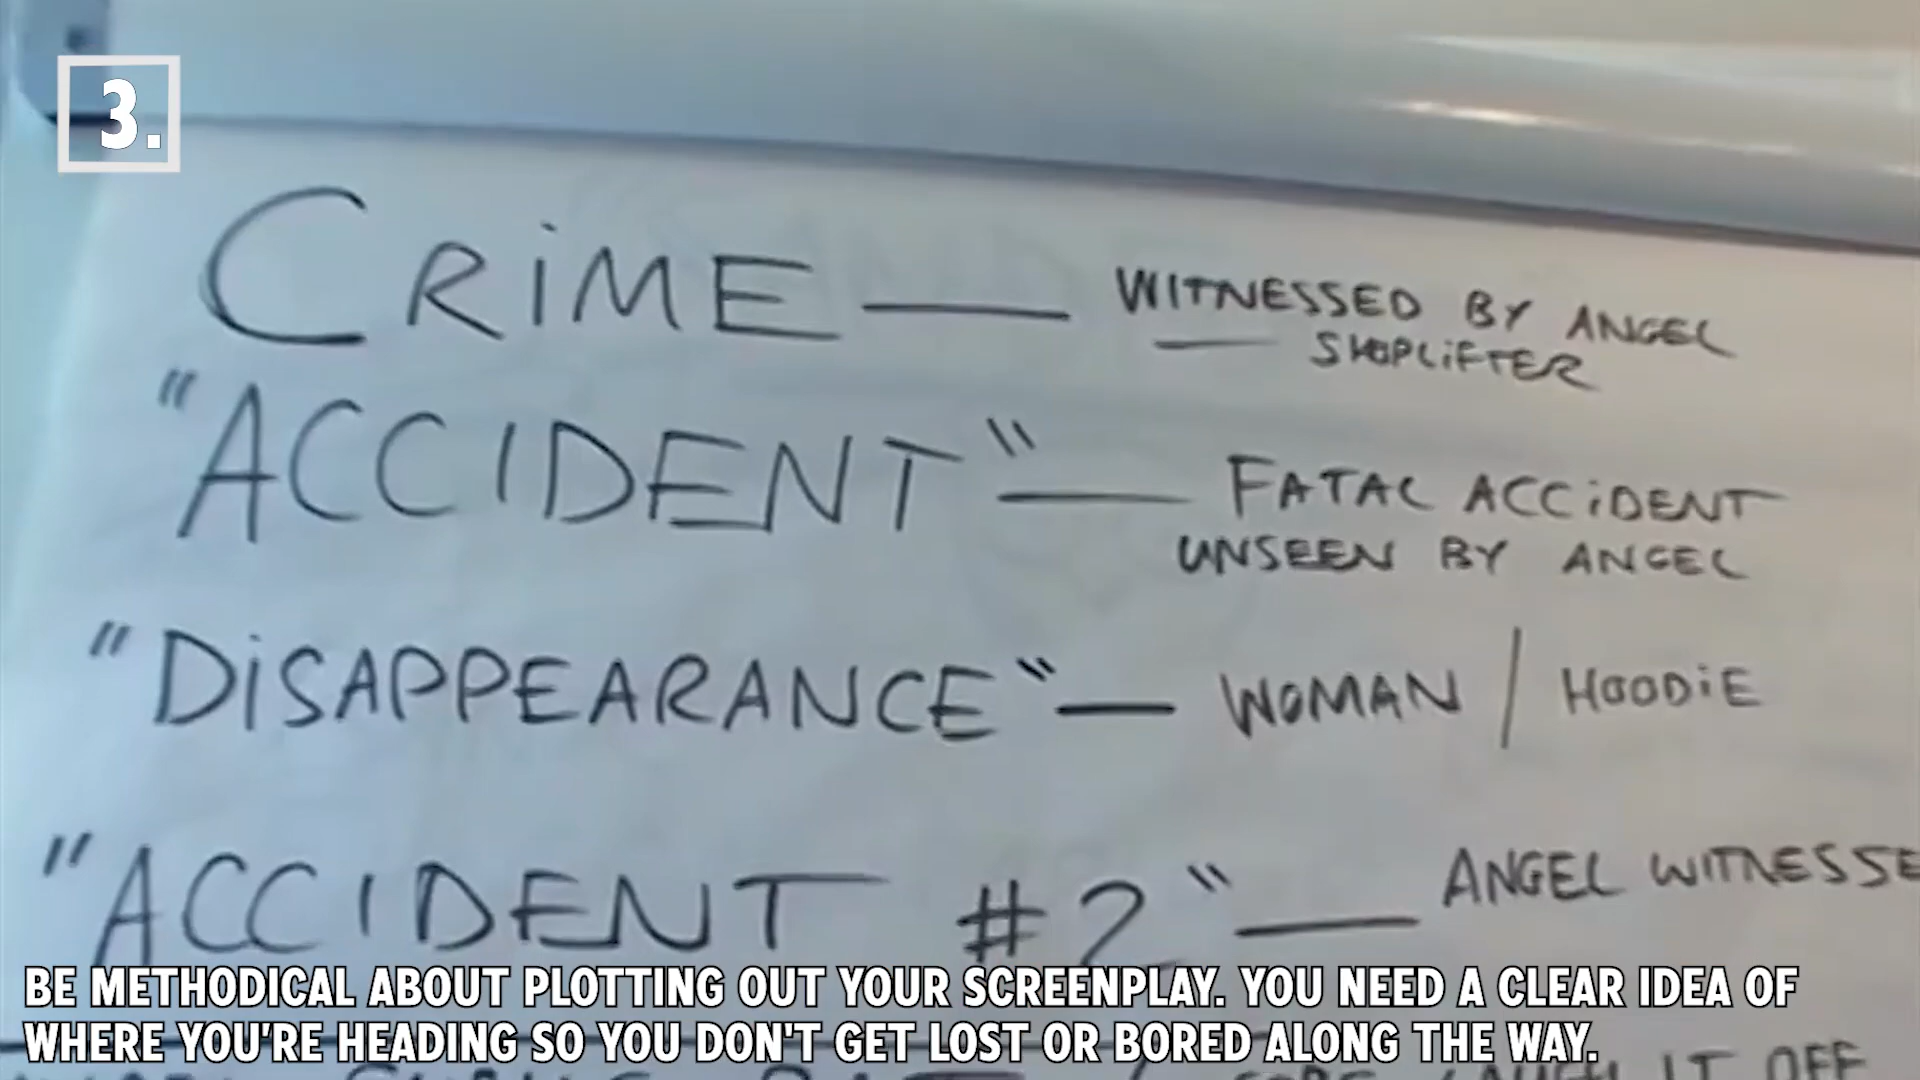 3.
CRIME — WITNESSED BY ANGEL
— SHOPLIFTER
"ACCIDENT" — FATAL ACCIDENT
UNSEEN BY ANGEL
"DISAPPEARANCE" — WOMAN / HOODIE
"ACCIDENT #2" — ANGEL WITNESSE
BE METHODICAL ABOUT PLOTTING OUT YOUR SCREENPLAY. YOU NEED A CLEAR IDEA OF
WHERE YOU'RE HEADING SO YOU DON'T GET LOST OR BORED ALONG THE WAY.
IT OFF